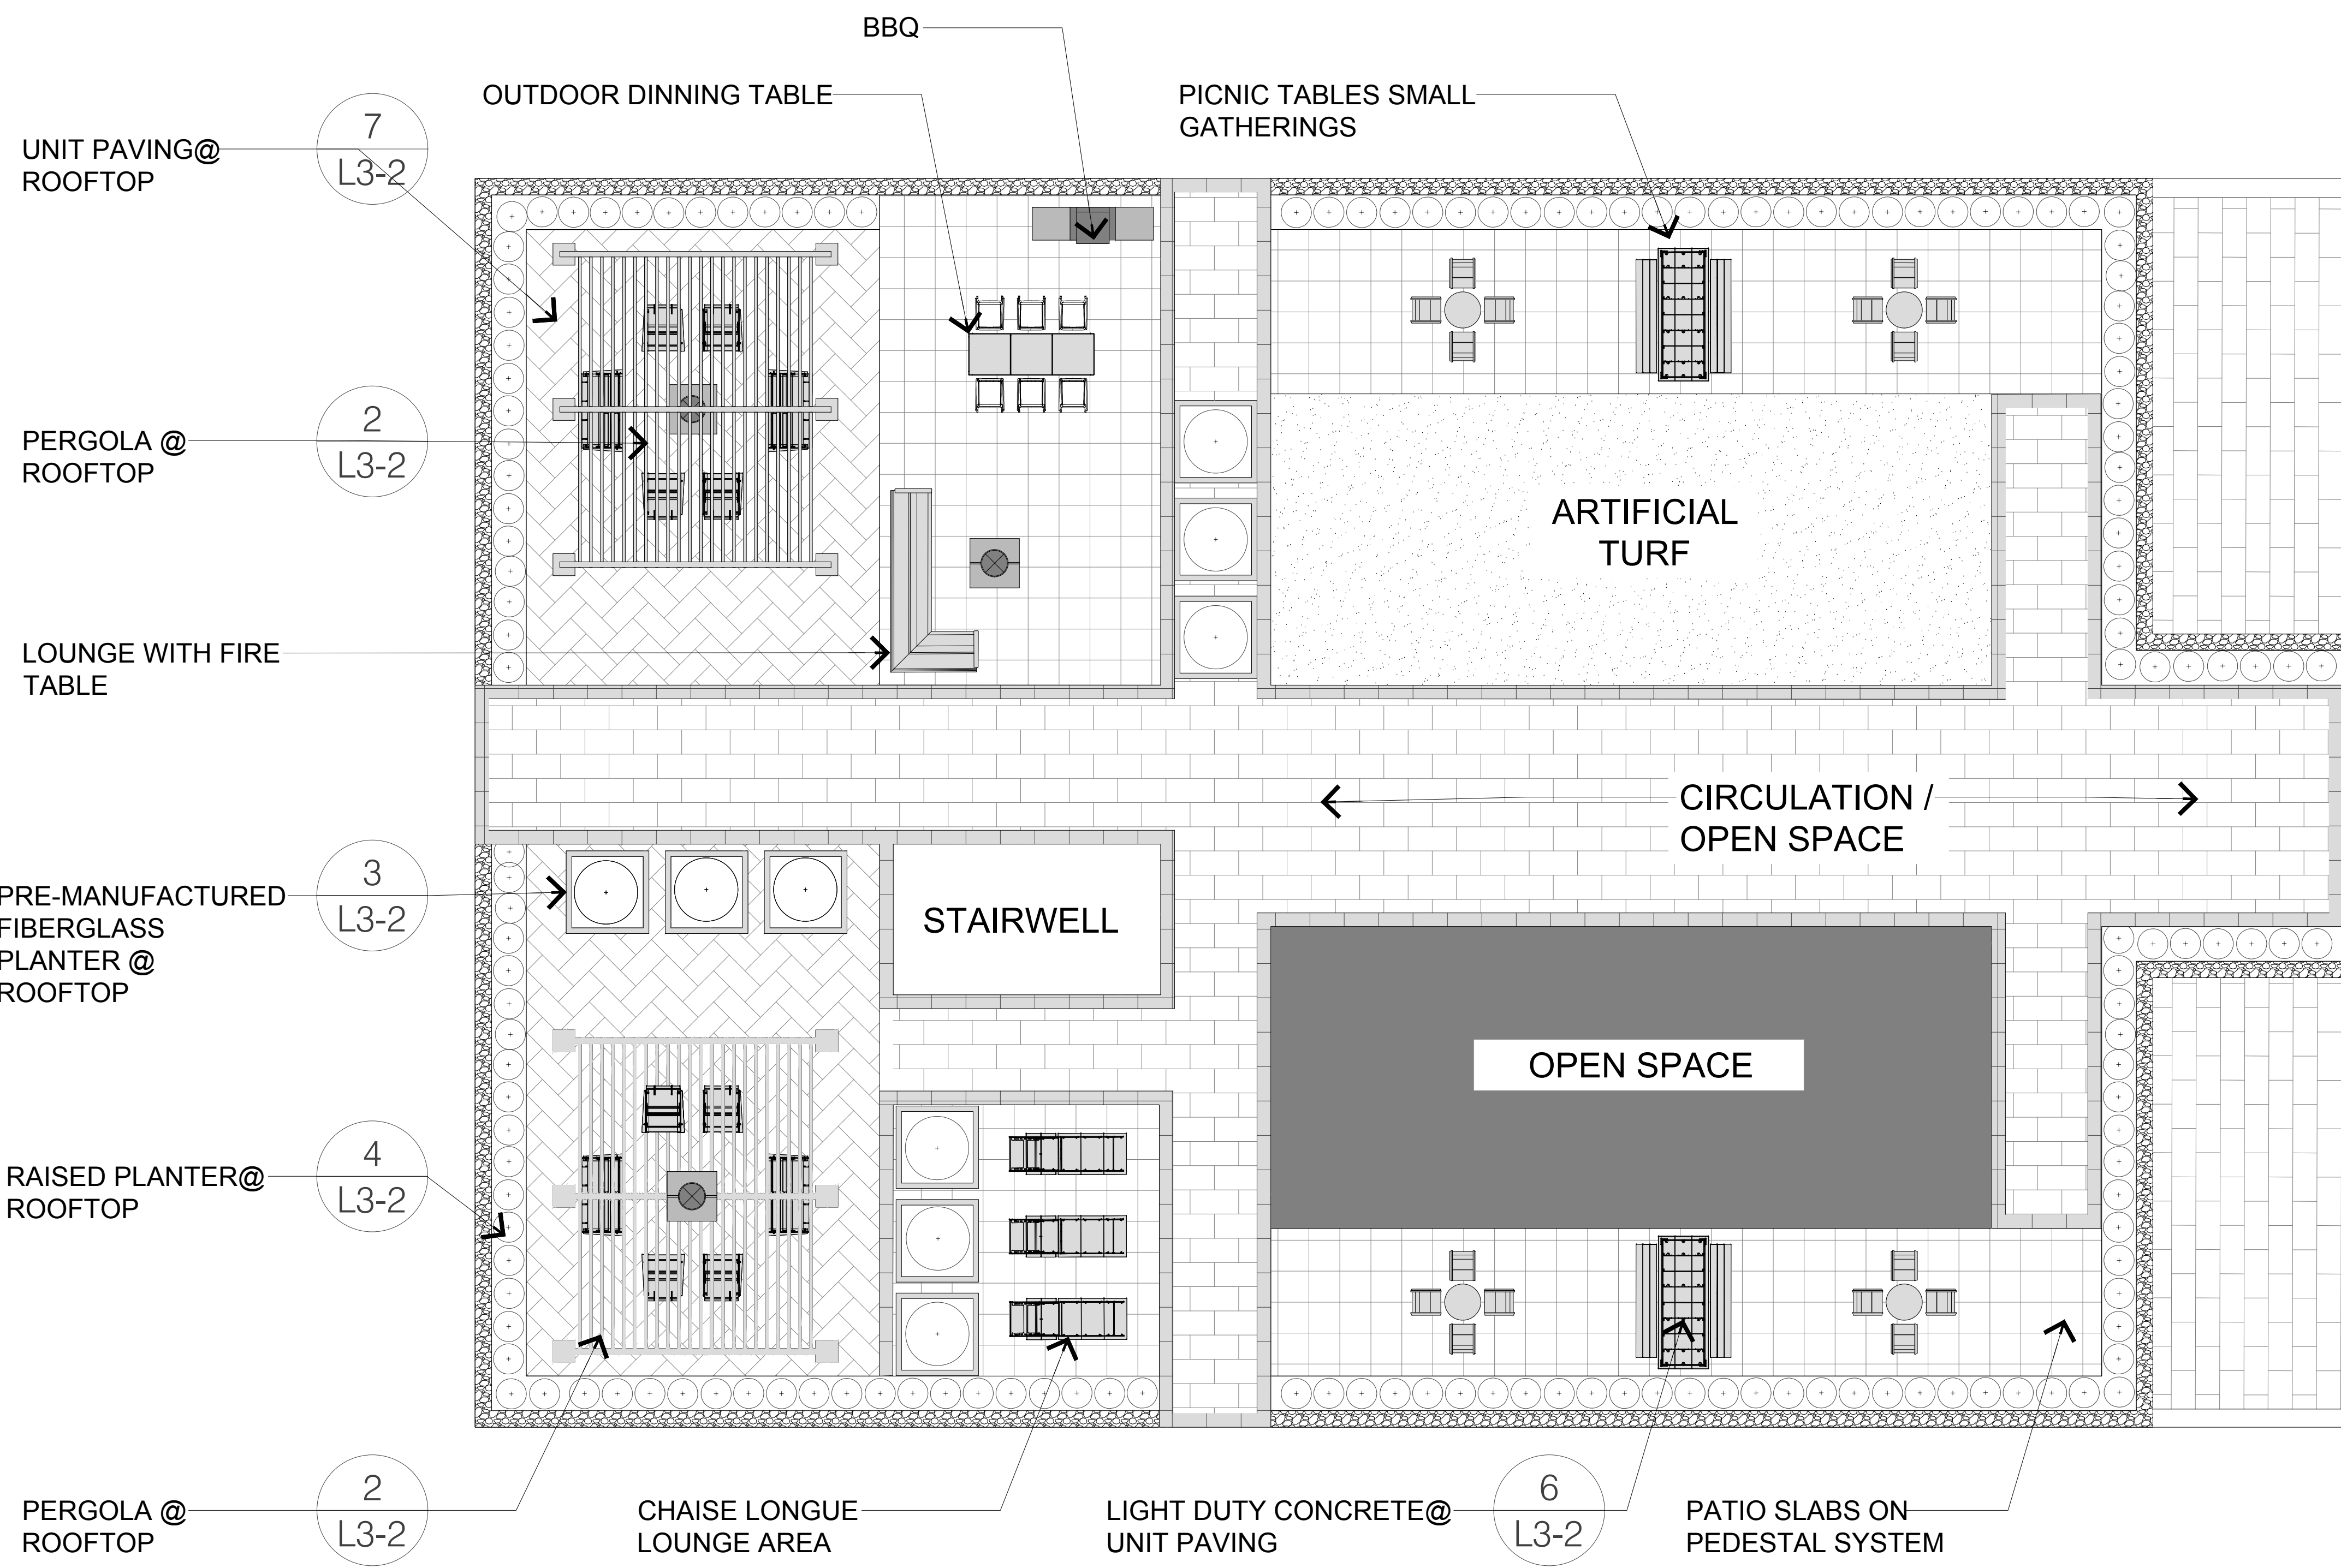 BBQ
OUTDOOR DINNING TABLE
PICNIC TABLES SMALL
GATHERINGS
7
L3-2
UNIT PAVING@
ROOFTOP
2
L3-2
PERGOLA @
ROOFTOP
ARTIFICIAL
TURF
LOUNGE WITH FIRE
TABLE
CIRCULATION /
OPEN SPACE
3
L3-2
PRE-MANUFACTURED
FIBERGLASS
PLANTER @
ROOFTOP
STAIRWELL
OPEN SPACE
4
L3-2
RAISED PLANTER@
ROOFTOP
2
L3-2
PERGOLA @
ROOFTOP
CHAISE LONGUE
LOUNGE AREA
LIGHT DUTY CONCRETE@
UNIT PAVING
6
L3-2
PATIO SLABS ON
PEDESTAL SYSTEM